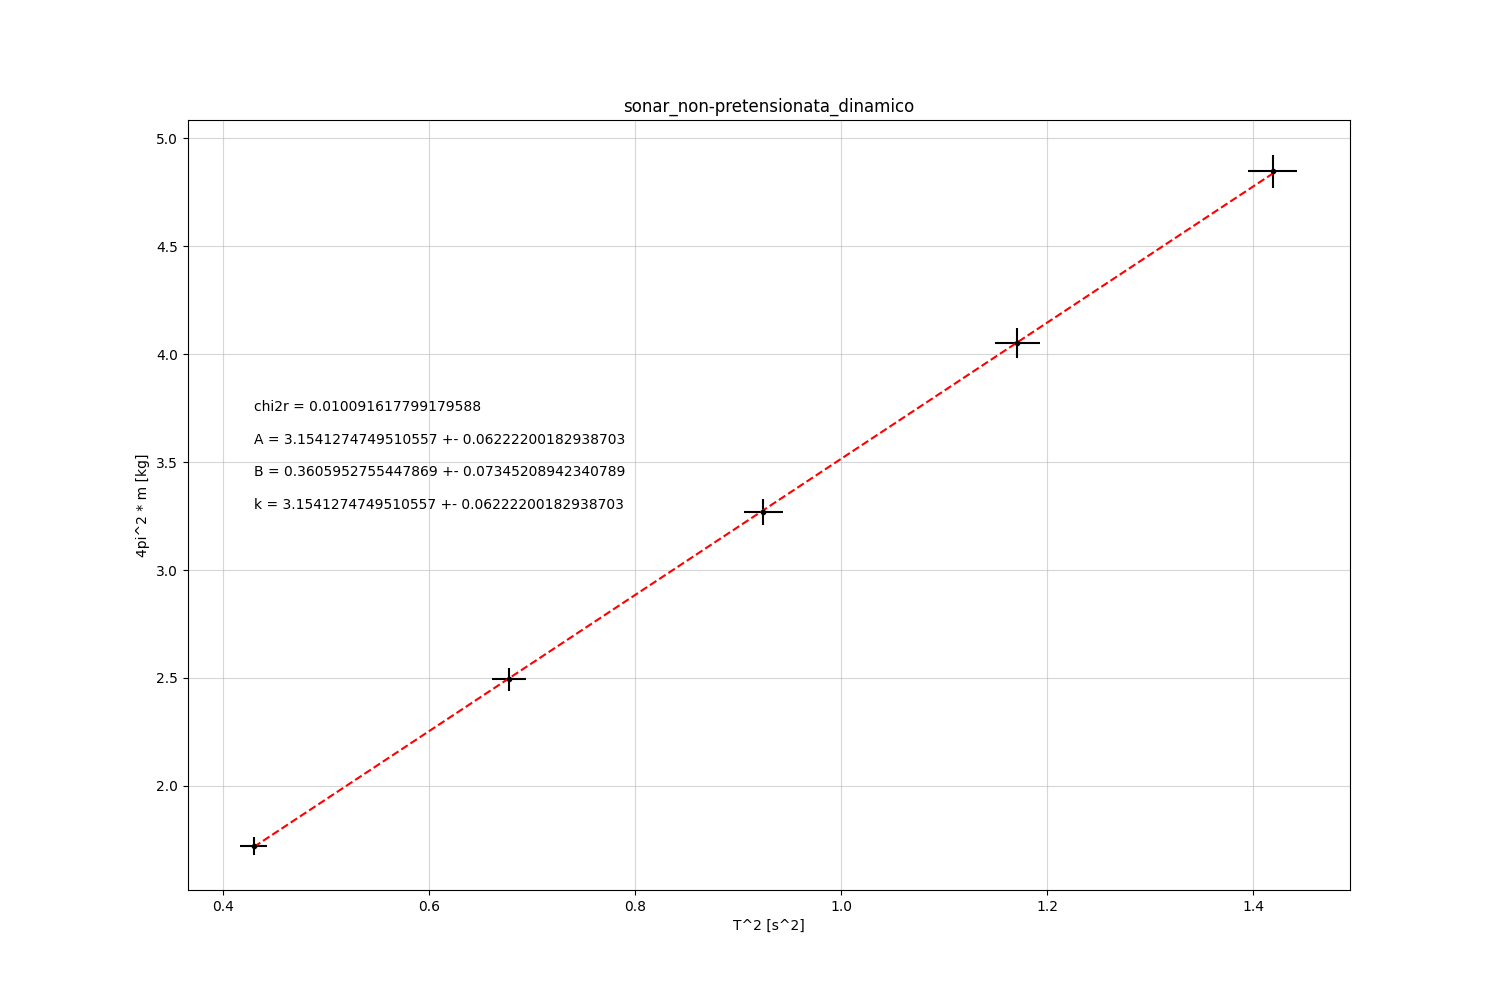 sonar_non-pretensionata_dinamico
5.0
4.5
4.0
3.5
3.0
2.5
2.0
4pi^2 * m [kg]
chi2r = 0.010091617799179588
A = 3.1541274749510557 +- 0.06222200182938703
B = 0.3605952755447869 +- 0.07345208942340789
k = 3.1541274749510557 +- 0.06222200182938703
0.4 0.6 0.8 1.0 1.2 1.4
T^2 [s^2]